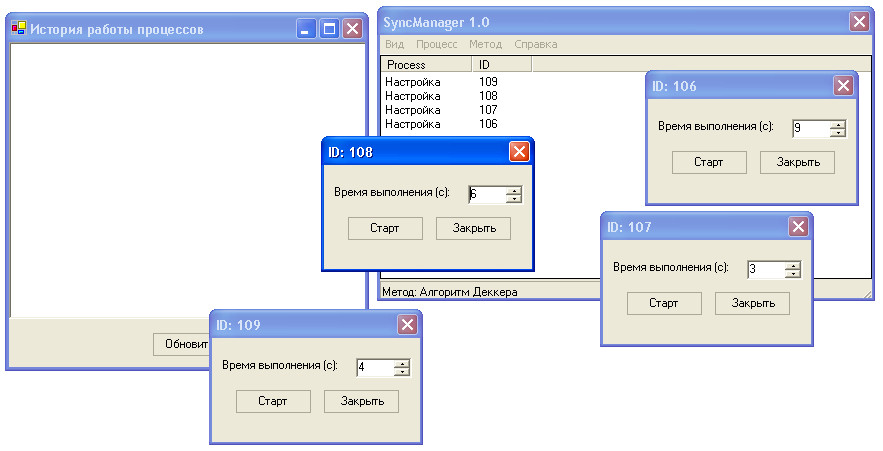 История работы процессов
SyncManager 1.0
Вид Процесс Метод Справка
Process ID
Настройка 109
Настройка 108
Настройка 107
Настройка 106
ID: 106
Время выполнения (с): 9
Старт Закрыть
ID: 108
Время выполнения (с): 6
Старт Закрыть
ID: 107
Время выполнения (с): 3
Старт Закрыть
Метод: Алгоритм Деккера
Обновит
ID: 109
Время выполнения (с): 4
Старт Закрыть